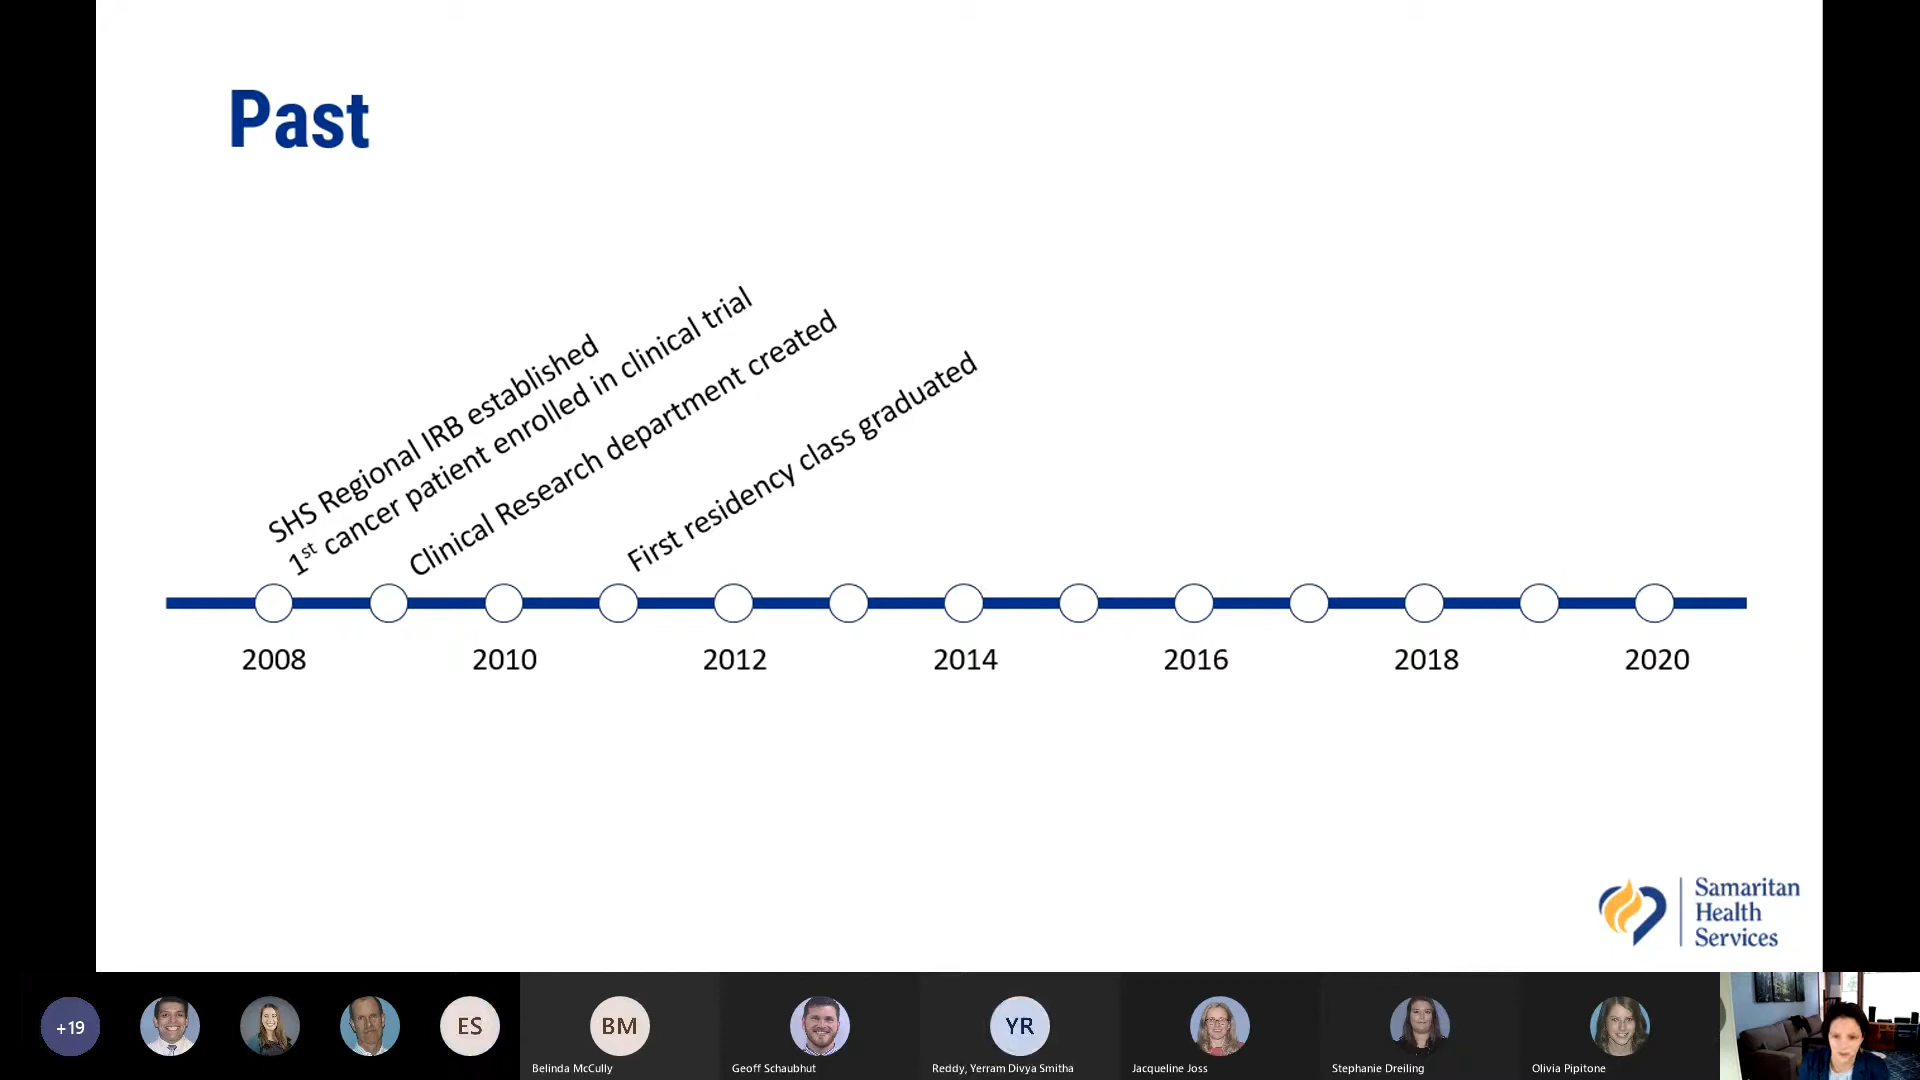 Past
SHS Regional IRB established
1st cancer patient enrolled in clinical trial
Clinical Research department created
First residency class graduated
2008
2010
2012
2014
2016
2018
2020
Samaritan
Health
Services
+19
ES
BM
YR
Belinda McCully
Geoff Schaubhut
Reddy, Yerram Divya Smitha
Jacqueline Joss
Stephanie Dreiling
Olivia Pipitone